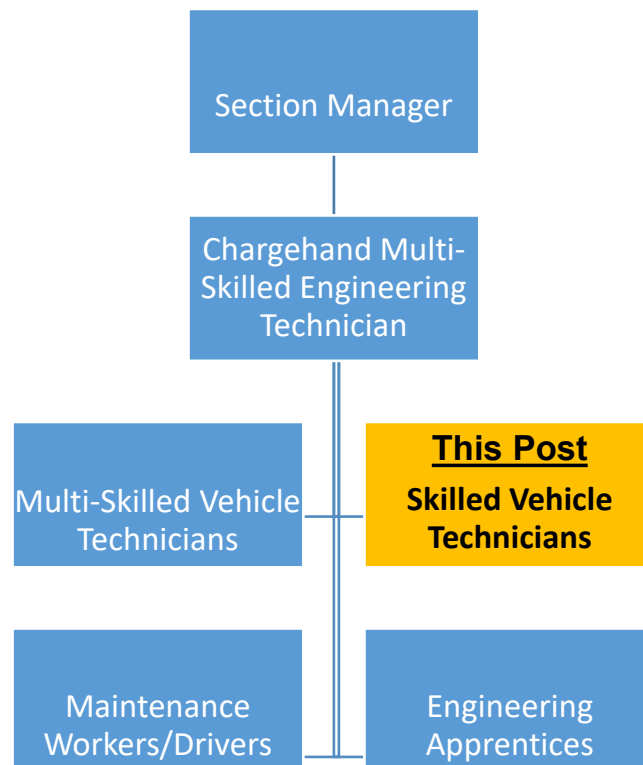 Section Manager
Chargehand Multi-
Skilled Engineering
Technician
Multi-Skilled Vehicle
Technicians
This Post
Skilled Vehicle
Technicians
Maintenance
Workers/Drivers
Engineering
Apprentices